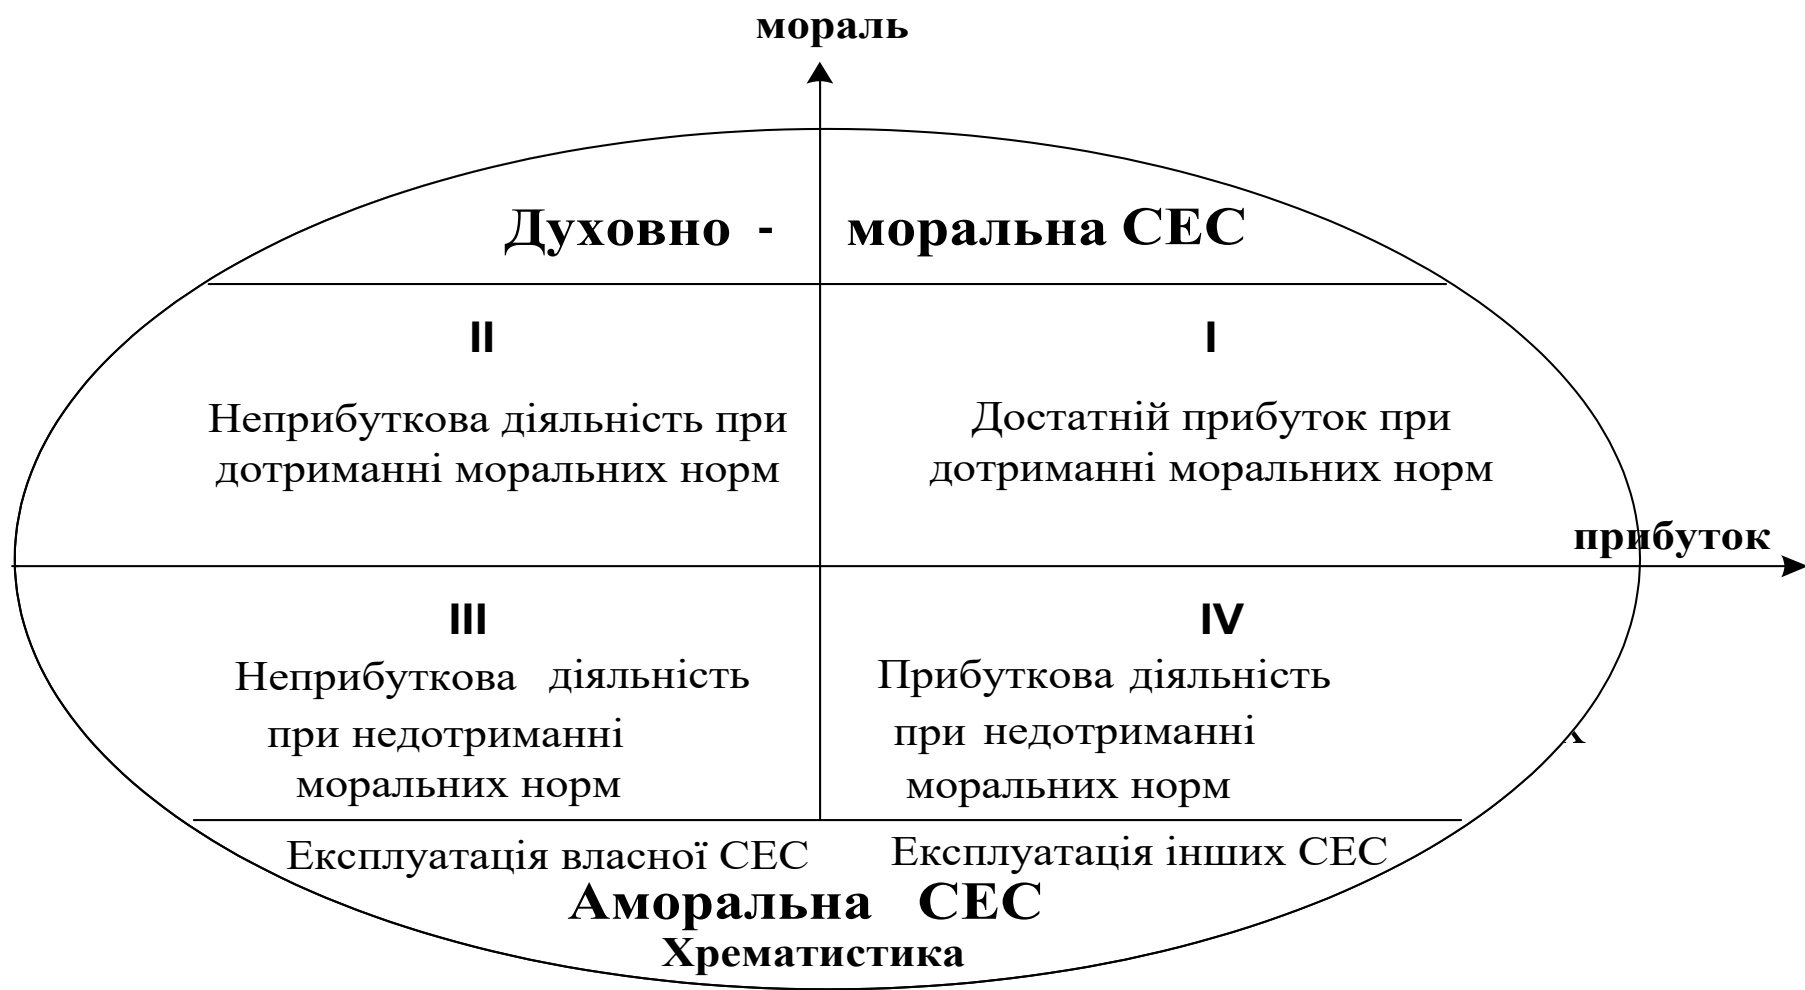 мораль
Духовно - моральна СЕС
II
Неприбуткова діяльність при
дотриманні моральних норм
I
Достатній прибуток при
дотриманні моральних норм
прибуток
III
Неприбуткова діяльність
при недотриманні
моральних норм
IV
Прибуткова діяльність
при недотриманні
моральних норм
Експлуатація власної СЕС
Експлуатація інших СЕС
Аморальна СЕС
Хрематистика